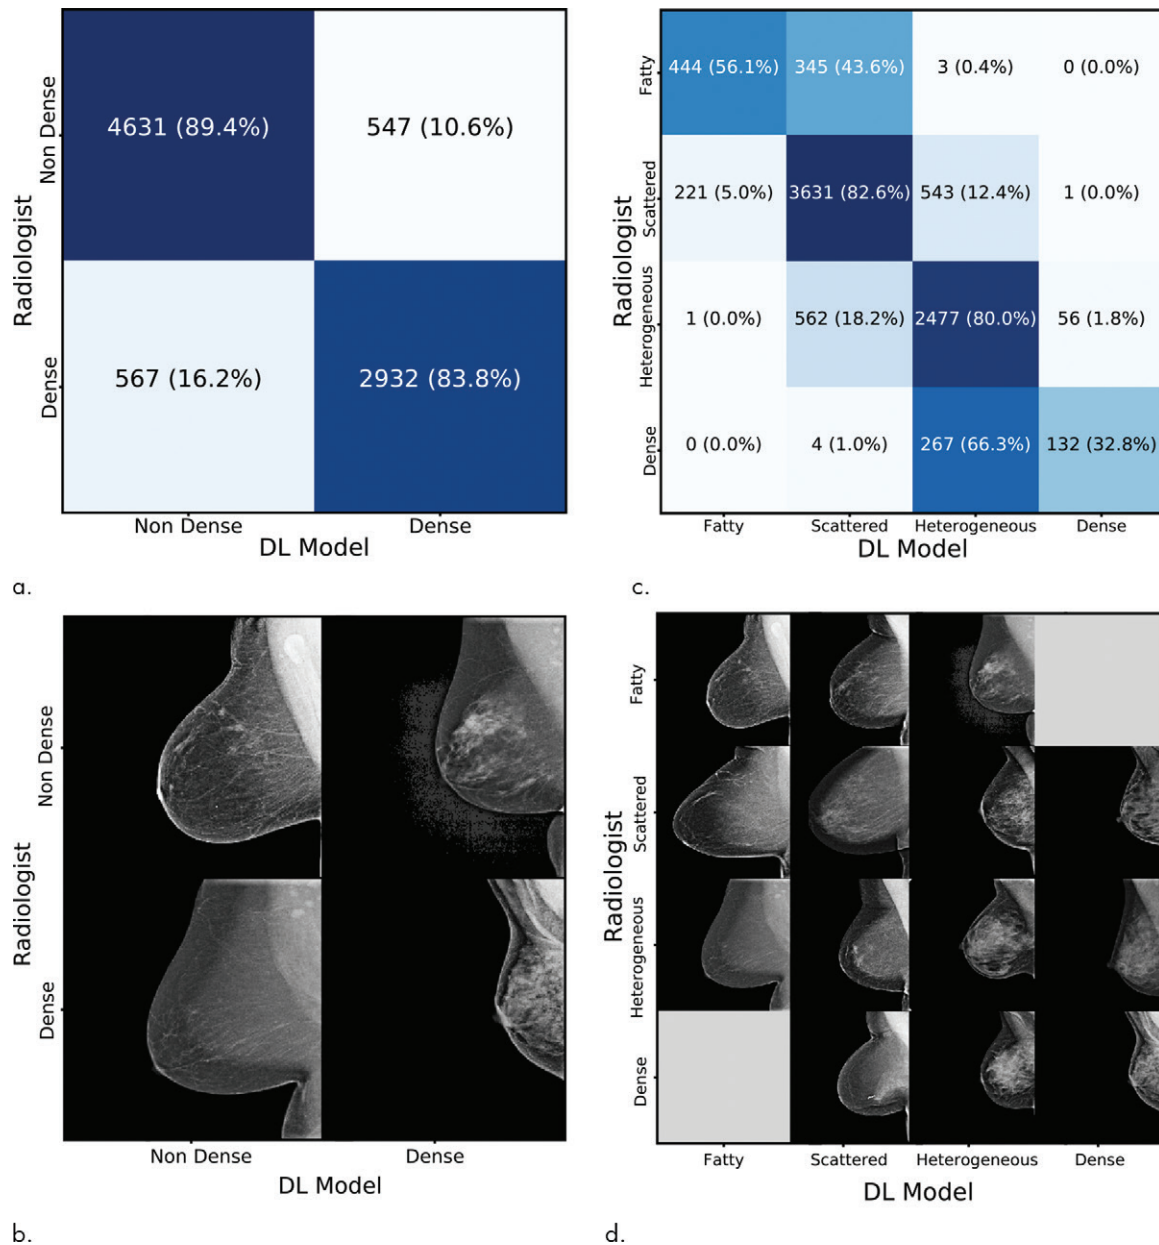 Radiologist
Non Dense
Dense
4631 (89.4%) 547 (10.6%)
567 (16.2%) 2932 (83.8%)
Non Dense Dense
DL Model
a.
Radiologist
Fatty
Scattered
Heterogeneous
Dense
444 (56.1%) 345 (43.6%) 3 (0.4%) 0 (0.0%)
221 (5.0%) 3631 (82.6%) 543 (12.4%) 1 (0.0%)
1 (0.0%) 562 (18.2%) 2477 (80.0%) 56 (1.8%)
0 (0.0%) 4 (1.0%) 267 (66.3%) 132 (32.8%)
Fatty Scattered Heterogeneous Dense
DL Model
c.
Radiologist
Non Dense
Dense
Non Dense Dense
DL Model
b.
Radiologist
Fatty
Scattered
Heterogeneous
Dense
Fatty Scattered Heterogeneous Dense
DL Model
d.